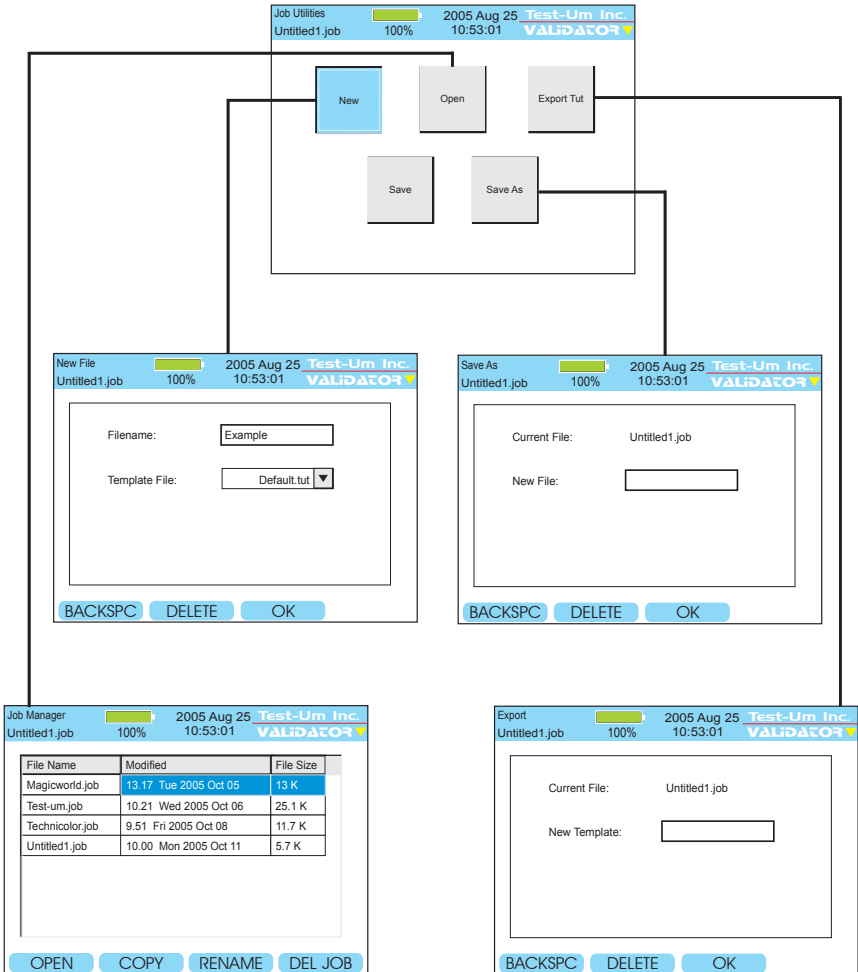 Job Utilities 2005 Aug 25 Test-Um Inc.
Untitled1.job 100% 10:53:01 VALIDATOR
New
Open
Export Tut
Save
Save As
New File 2005 Aug 25 Test-Um Inc.
Untitled1.job 100% 10:53:01 VALIDATOR
Filename: Example
Template File: Default.tut
BACKSPC DELETE OK
Save As 2005 Aug 25 Test-Um Inc.
Untitled1.job 100% 10:53:01 VALIDATOR
Current File: Untitled1.job
New File:
BACKSPC DELETE OK
Job Manager 2005 Aug 25 Test-Um Inc.
Untitled1.job 100% 10:53:01 VALIDATOR
File Name Modified File Size
Magicworld.job 13.17 Tue 2005 Oct 05 13 K
Test-um.job 10.21 Wed 2005 Oct 06 25.1 K
Technicolor.job 9.51 Fri 2005 Oct 08 11.7 K
Untitled1.job 10.00 Mon 2005 Oct 11 5.7 K
OPEN COPY RENAME DEL JOB
Export 2005 Aug 25 Test-Um Inc.
Untitled1.job 100% 10:53:01 VALIDATOR
Current File: Untitled1.job
New Template:
BACKSPC DELETE OK